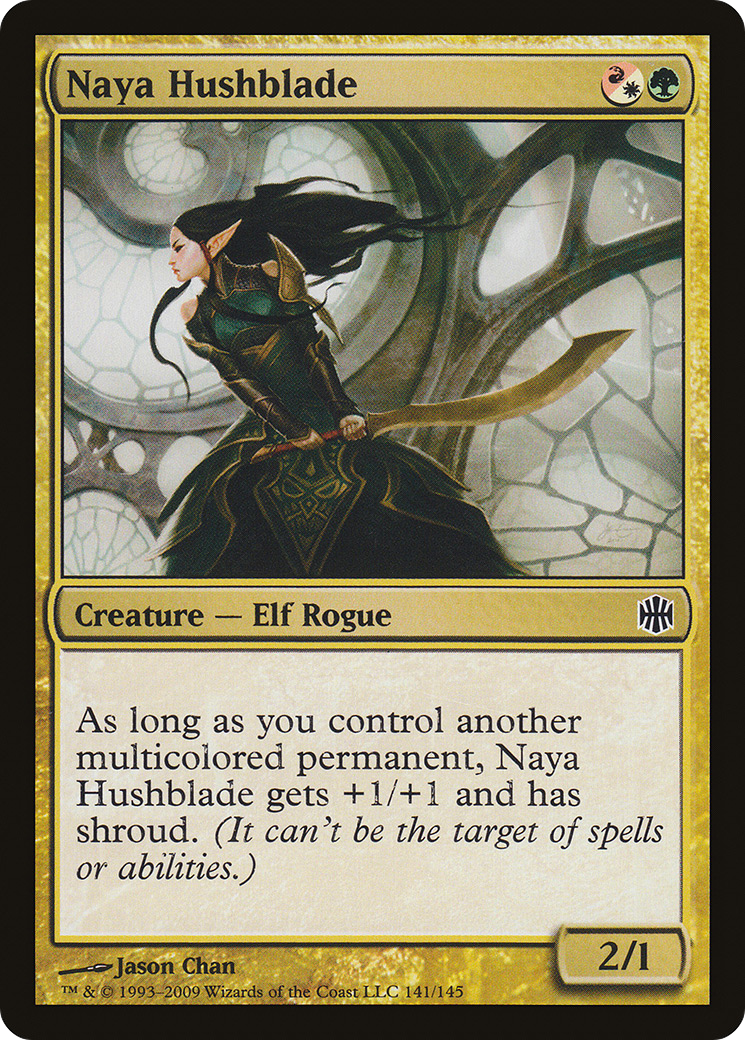 Naya Hushblade
Creature — Elf Rogue
As long as you control another
multicolored permanent, Naya
Hushblade gets +1/+1 and has
shroud. (It can't be the target of spells
or abilities.)
2/1
Jason Chan
™ & © 1993–2009 Wizards of the Coast LLC 141/145